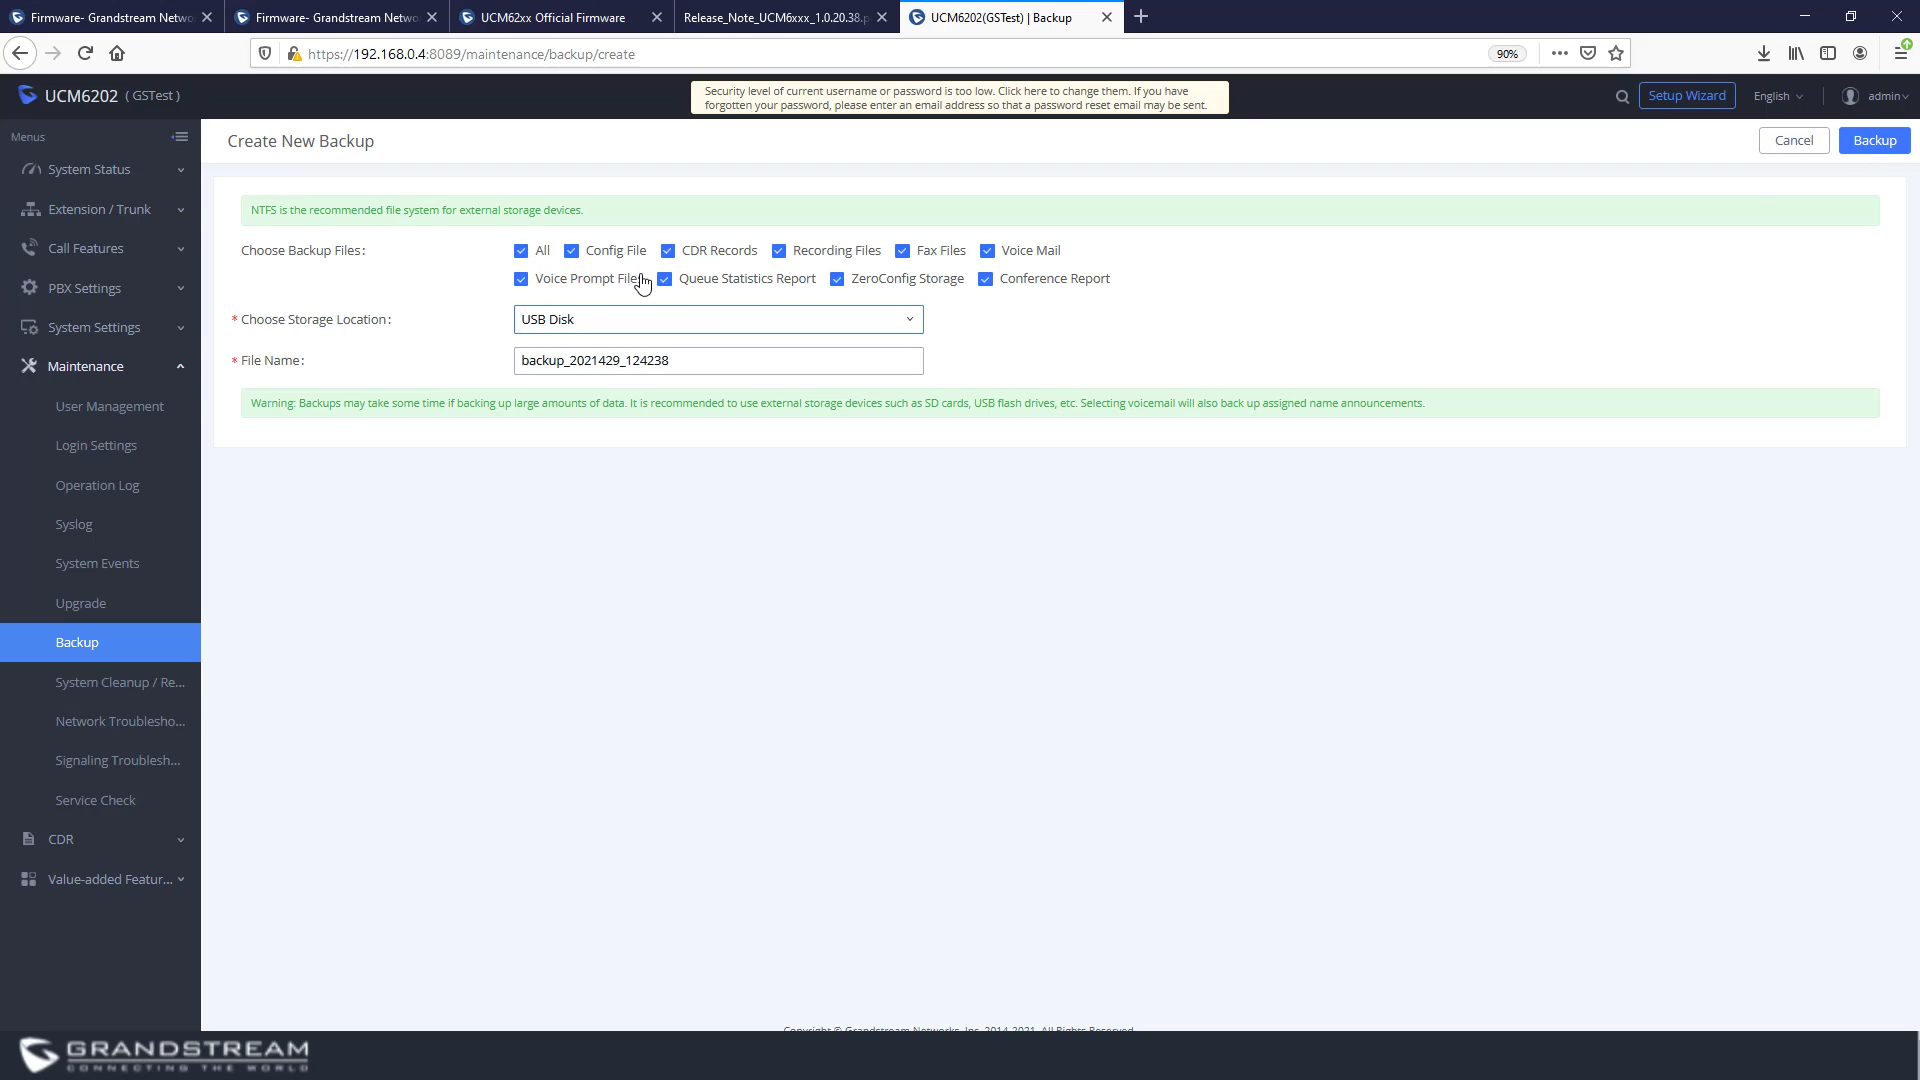 Firmware- Grandstream Netwo
Firmware- Grandstream Netwo
UCM62xx Official Firmware
Release_Note_UCM6xxx_1.0.20.38.p
UCM6202(GSTest) | Backup
https://192.168.0.4:8089/maintenance/backup/create
90%
UCM6202 ( GSTest )
Security level of current username or password is too low. Click here to change them. If you have
forgotten your password, please enter an email address so that a password reset email may be sent.
Setup Wizard
English
admin
Menus
System Status
Extension / Trunk
Call Features
PBX Settings
System Settings
Maintenance
User Management
Login Settings
Operation Log
Syslog
System Events
Upgrade
Backup
System Cleanup / Re...
Network Troublesho...
Signaling Troublesh...
Service Check
CDR
Value-added Featur...
Create New Backup
Cancel
Backup
NTFS is the recommended file system for external storage devices.
Choose Backup Files:
All Config File CDR Records Recording Files Fax Files Voice Mail
Voice Prompt File Queue Statistics Report ZeroConfig Storage Conference Report
* Choose Storage Location:
USB Disk
* File Name:
backup_2021429_124238
Warning: Backups may take some time if backing up large amounts of data. It is recommended to use external storage devices such as SD cards, USB flash drives, etc. Selecting voicemail will also back up assigned name announcements.
Copyright © Grandstream Networks, Inc. 2014-2021. All Rights Reserved.
GRANDSTREAM
CONNECTING THE WORLD